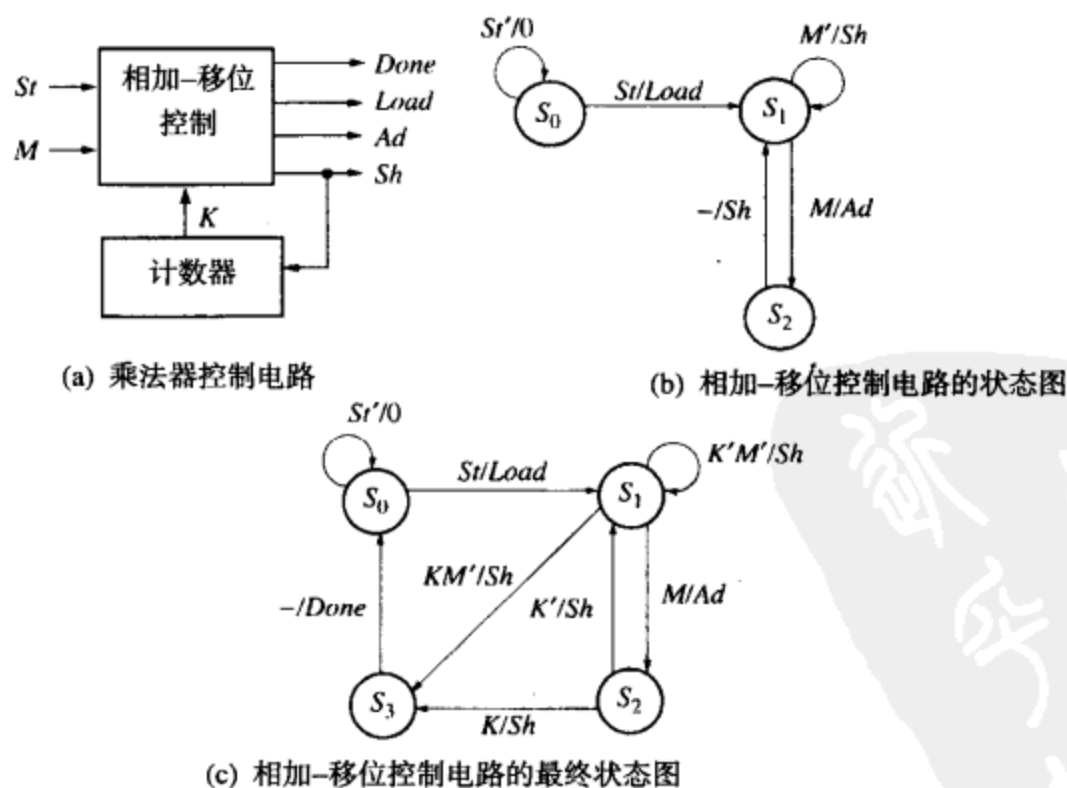 St
M
相加–移位
控制
Done
Load
Ad
Sh
K
计数器
(a) 乘法器控制电路
St′/0
S₀
St/Load
S₁
M′/Sh
–/Sh
M/Ad
S₂
(b) 相加–移位控制电路的状态图
St′/0
S₀
St/Load
S₁
K′M′/Sh
KM′/Sh
–/Done
K′/Sh
M/Ad
S₃
K/Sh
S₂
(c) 相加–移位控制电路的最终状态图